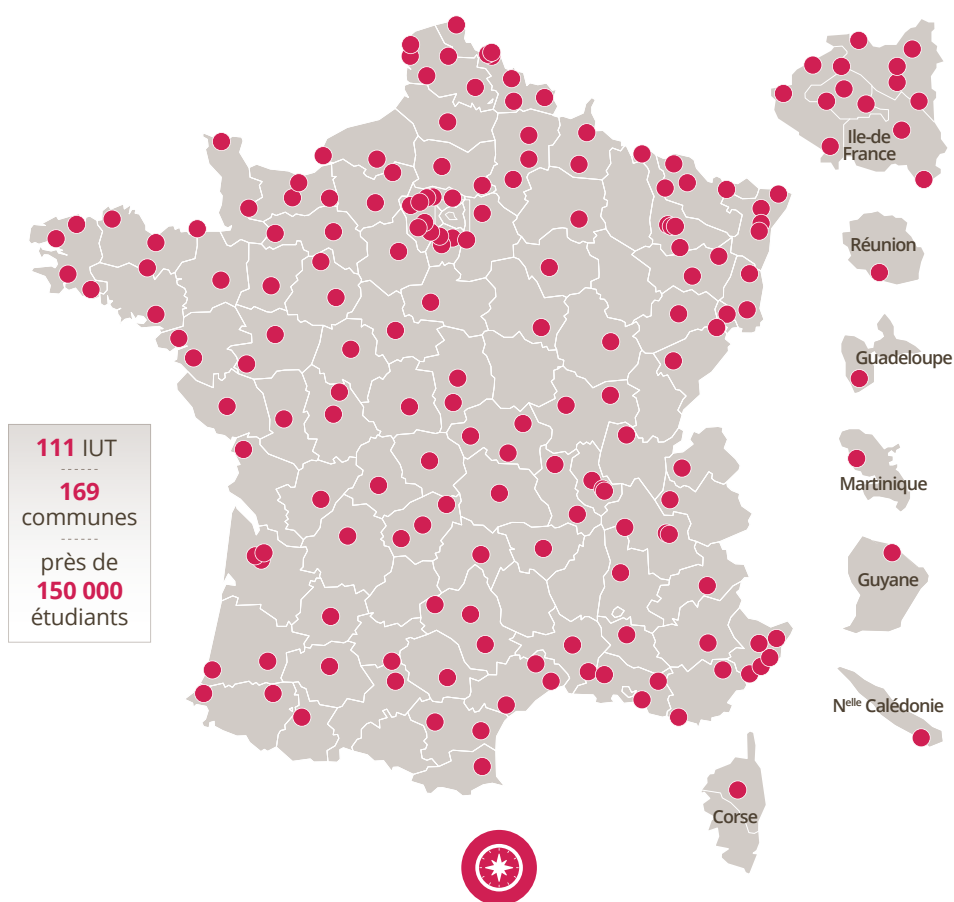 Ile-de
France
Réunion
Guadeloupe
111 IUT
169
communes
près de
150 000
étudiants
Martinique
Guyane
Nelle Calédonie
Corse